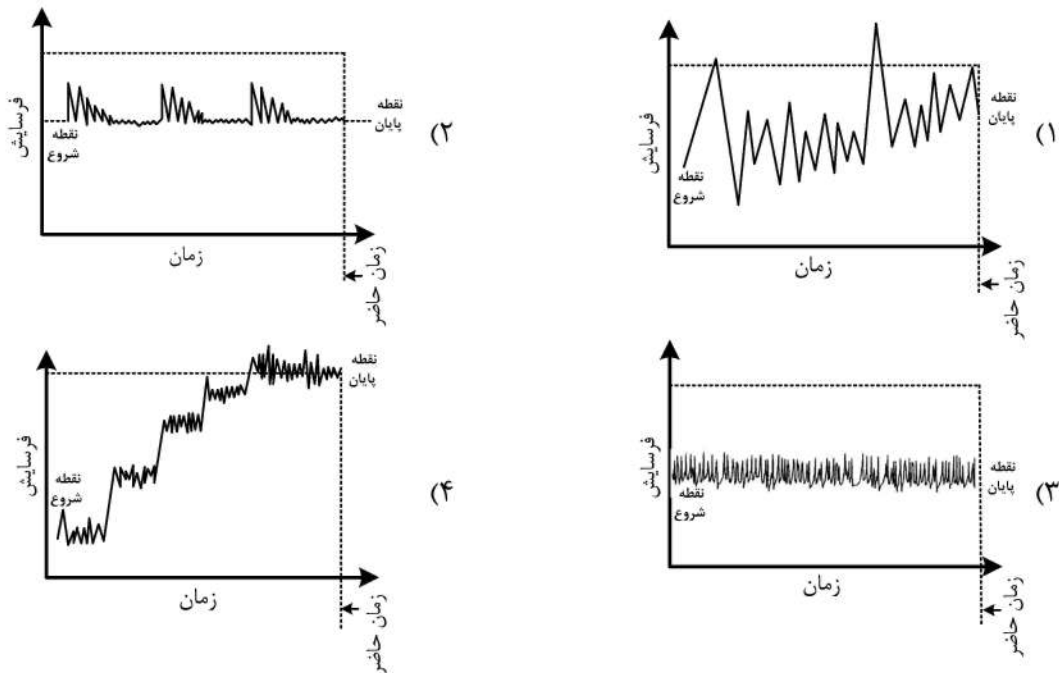 ۱)
فرسایش
نقطه
شروع
نقطه
پایان
زمان
زمان حاضر
۲)
فرسایش
نقطه
شروع
نقطه
پایان
زمان
زمان حاضر
۳)
فرسایش
نقطه
شروع
نقطه
پایان
زمان
زمان حاضر
۴)
فرسایش
نقطه
شروع
نقطه
پایان
زمان
زمان حاضر